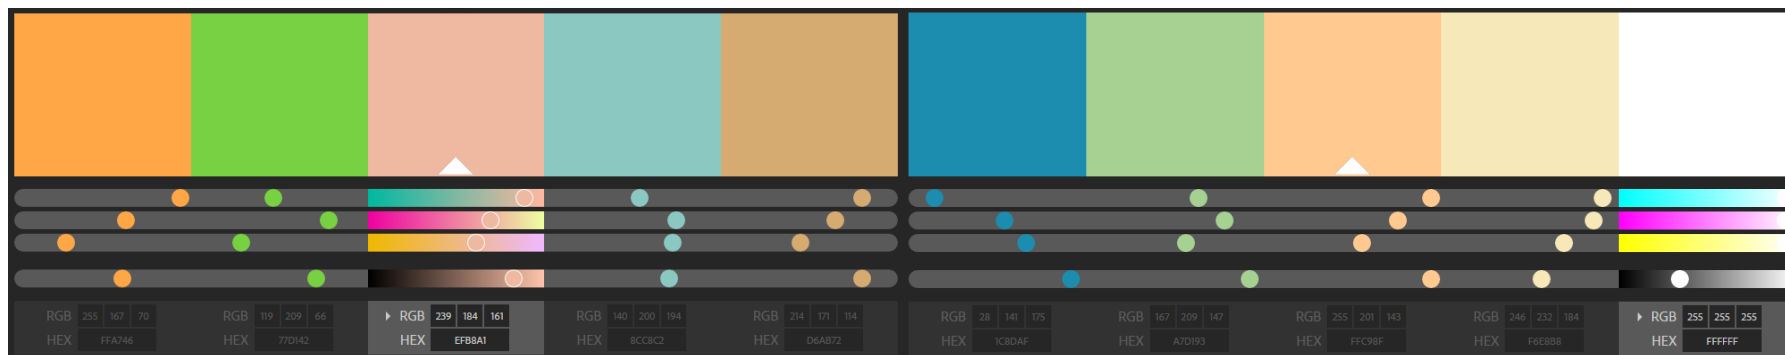 RGB 255 167 70 RGB 119 209 66 RGB 239 184 161 RGB 140 200 194 RGB 214 171 114
HEX FFA746 HEX 77D142 HEX EFB8A1 HEX 8CC8C2 HEX D6AB72
RGB 28 141 175 RGB 167 209 147 RGB 255 201 143 RGB 246 232 184 RGB 255 255 255
HEX 1C8DAF HEX A7D193 HEX FFC98F HEX F6E8B8 HEX FFFFFF